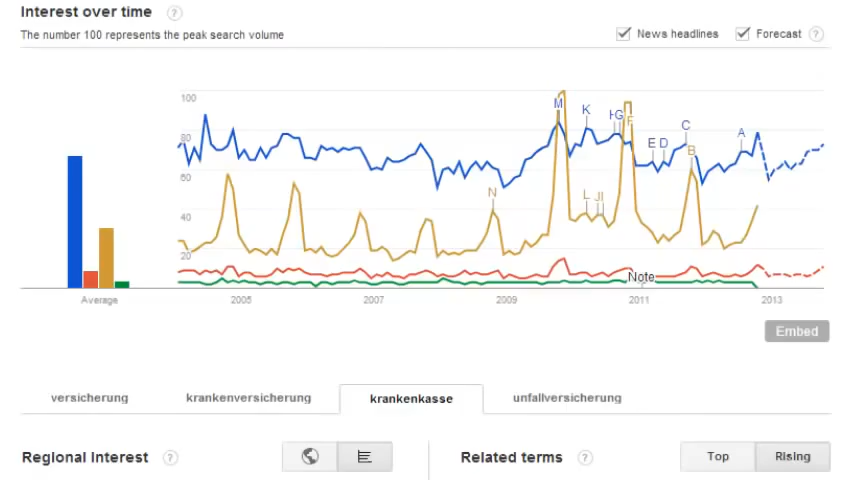 Interest over time ?
The number 100 represents the peak search volume
News headlines Forecast ?
100
80
60
40
20
M
K
H G
F
E D
C
A
B
N
L
J I
Note
Average 2005 2007 2009 2011 2013
Embed
versicherung krankenversicherung krankenkasse unfallversicherung
Regional Interest ?
Related terms ? Top Rising